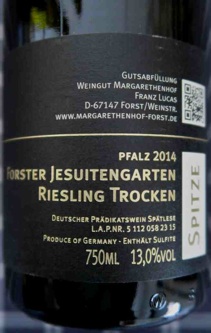 GUTSABFÜLLUNG
WEINGUT MARGARETHENHOF
FRANZ LUCAS
D-67147 FORST/WEINSTR.
WWW.MARGARETHENHOF-FORST.DE
PFALZ 2014
FORSTER JESUITENGARTEN
RIESLING TROCKEN
DEUTSCHER PRÄDIKATSWEIN SPÄTLESE
L.A.P.NR. 5 112 058 23 15
PRODUCE OF GERMANY - ENTHÄLT SULFITE
750ML 13,0%VOL
SPITZE